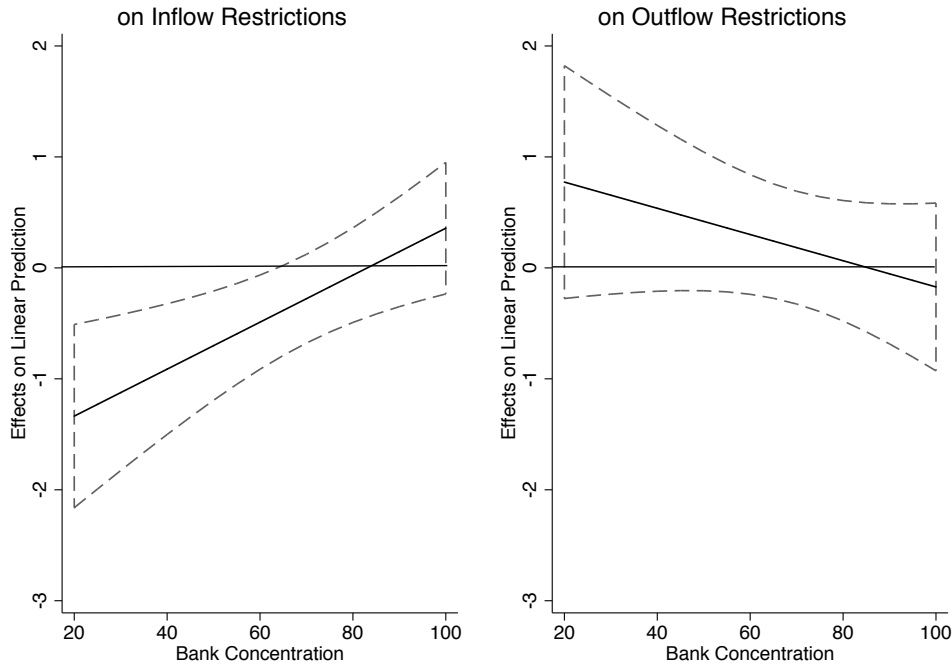 on Inflow Restrictions
Effects on Linear Prediction
2
1
0
-1
-2
-3
20 40 60 80 100
Bank Concentration
on Outflow Restrictions
Effects on Linear Prediction
2
1
0
-1
-2
-3
20 40 60 80 100
Bank Concentration